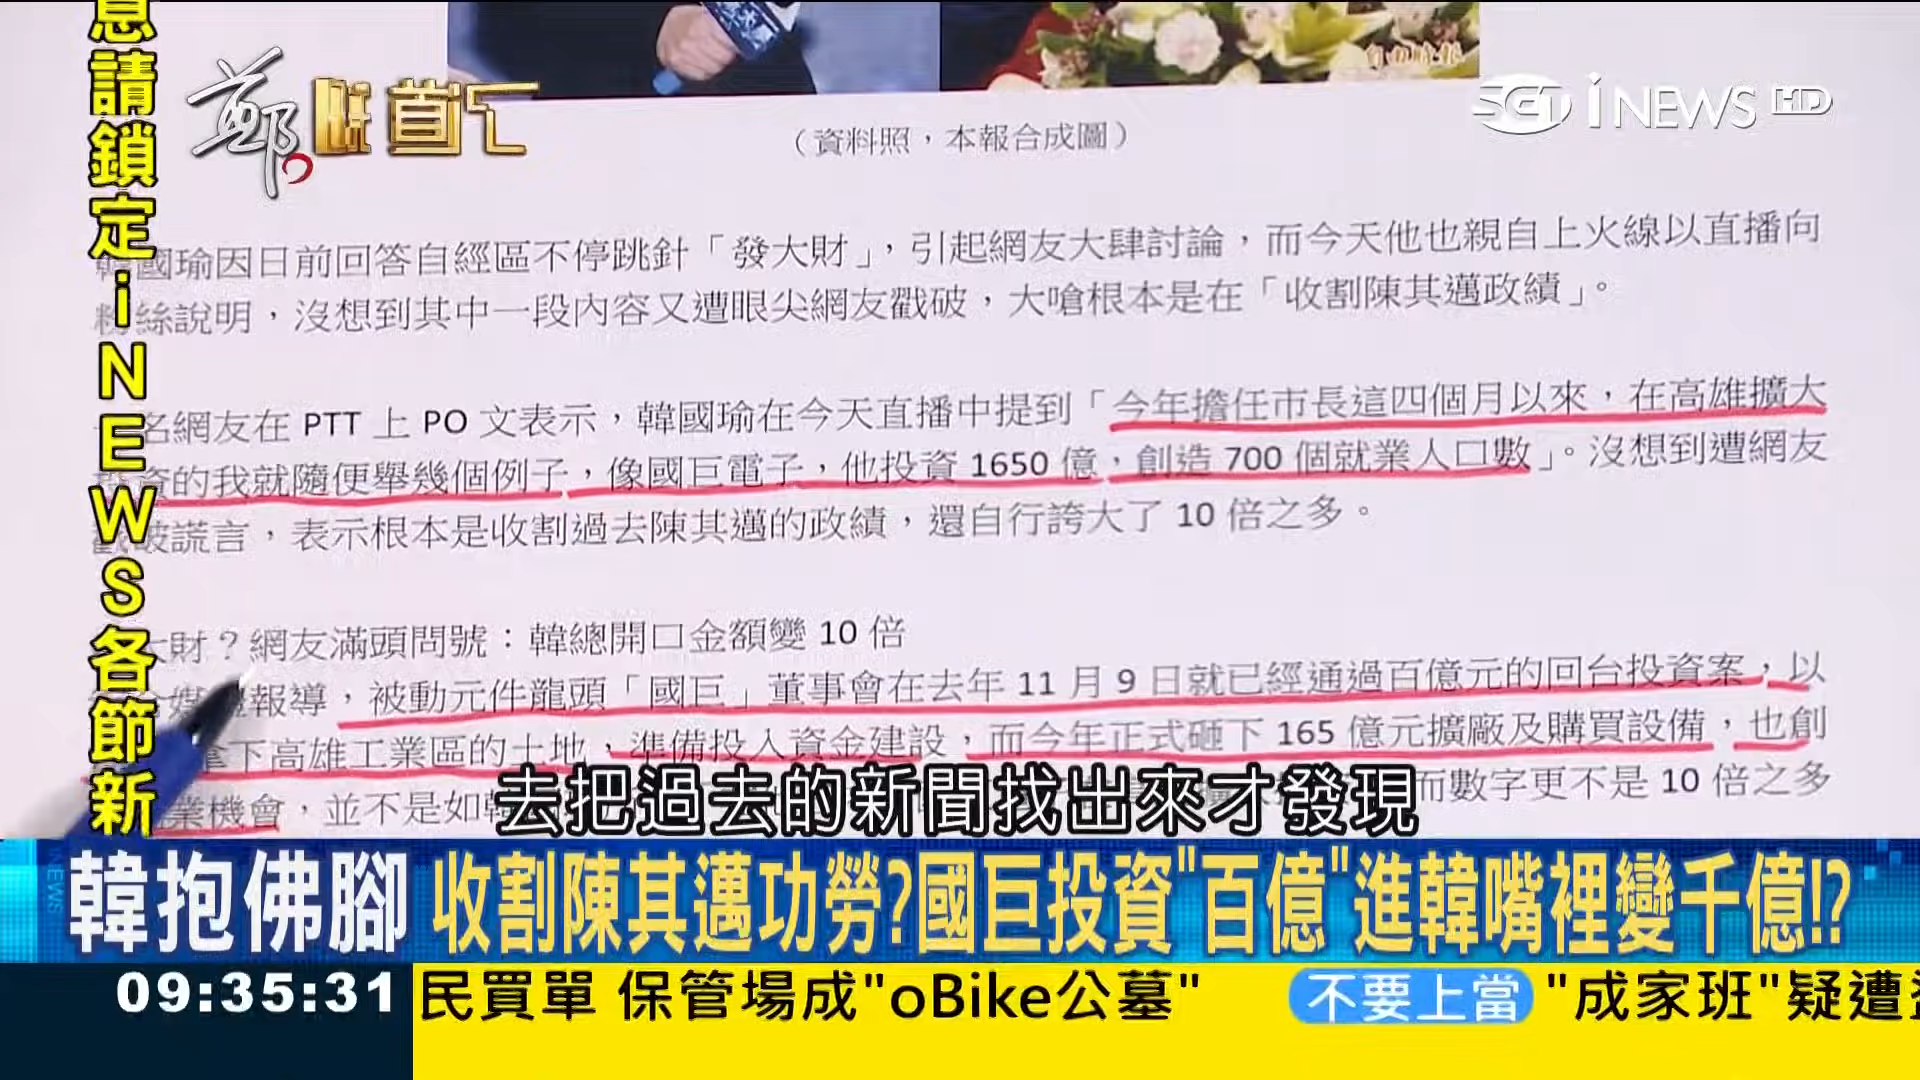 息請鎖定iNEWS各節新
鄭
SET iNEWS HD
（資料照，本報合成圖）
韓國瑜因日前回答自經區不停跳針「發大財」，引起網友大肆討論，而今天他也親自上火線以直播向
粉絲說明，沒想到其中一段內容又遭眼尖網友戳破，大嗆根本是在「收割陳其邁政績」。
一名網友在 PTT 上 PO 文表示，韓國瑜在今天直播中提到「今年擔任市長這四個月以來，在高雄擴大
投資的我就隨便舉幾個例子，像國巨電子，他投資 1650 億，創造 700 個就業人口數」。沒想到遭網友
戳破謊言，表示根本是收割過去陳其邁的政績，還自行誇大了 10 倍之多。
大財？網友滿頭問號：韓總開口金額變 10 倍
媒體報導，被動元件龍頭「國巨」董事會在去年 11 月 9 日就已經通過百億元的回台投資案，以
拿下高雄工業區的土地，準備投入資金建設，而今年正式砸下 165 億元擴廠及購買設備，也創
業機會，並不是如韓
而數字更不是 10 倍之多
去把過去的新聞找出來才發現
韓抱佛腳 收割陳其邁功勞?國巨投資"百億"進韓嘴裡變千億!?
09:35:31 民買單 保管場成"oBike公墓" 不要上當 "成家班"疑遭